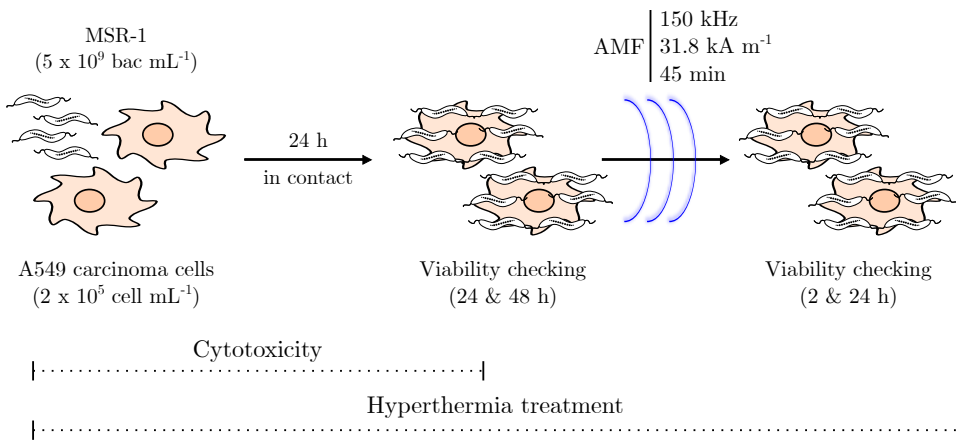 MSR-1
(5 x 10⁹ bac mL⁻¹)
AMF
150 kHz
31.8 kA m⁻¹
45 min
24 h
in contact
A549 carcinoma cells
(2 x 10⁵ cell mL⁻¹)
Viability checking
(24 & 48 h)
Viability checking
(2 & 24 h)
Cytotoxicity
Hyperthermia treatment